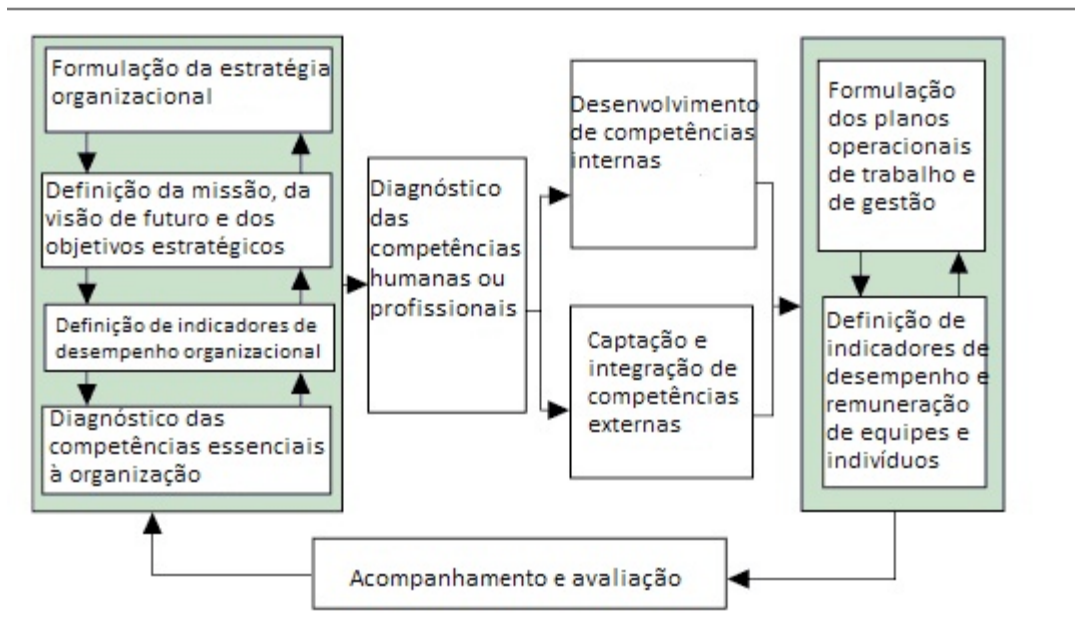 Formulação da estratégia
organizacional
Definição da missão, da
visão de futuro e dos
objetivos estratégicos
Definição de indicadores de
desempenho organizacional
Diagnóstico das
competências essenciais
à organização
Diagnóstico
das
competências
humanas ou
profissionais
Desenvolvimento
de competências
internas
Captação e
integração de
competências
externas
Formulação
dos planos
operacionais
de trabalho e
de gestão
Definição de
indicadores de
desempenho e
remuneração
de equipes e
indivíduos
Acompanhamento e avaliação